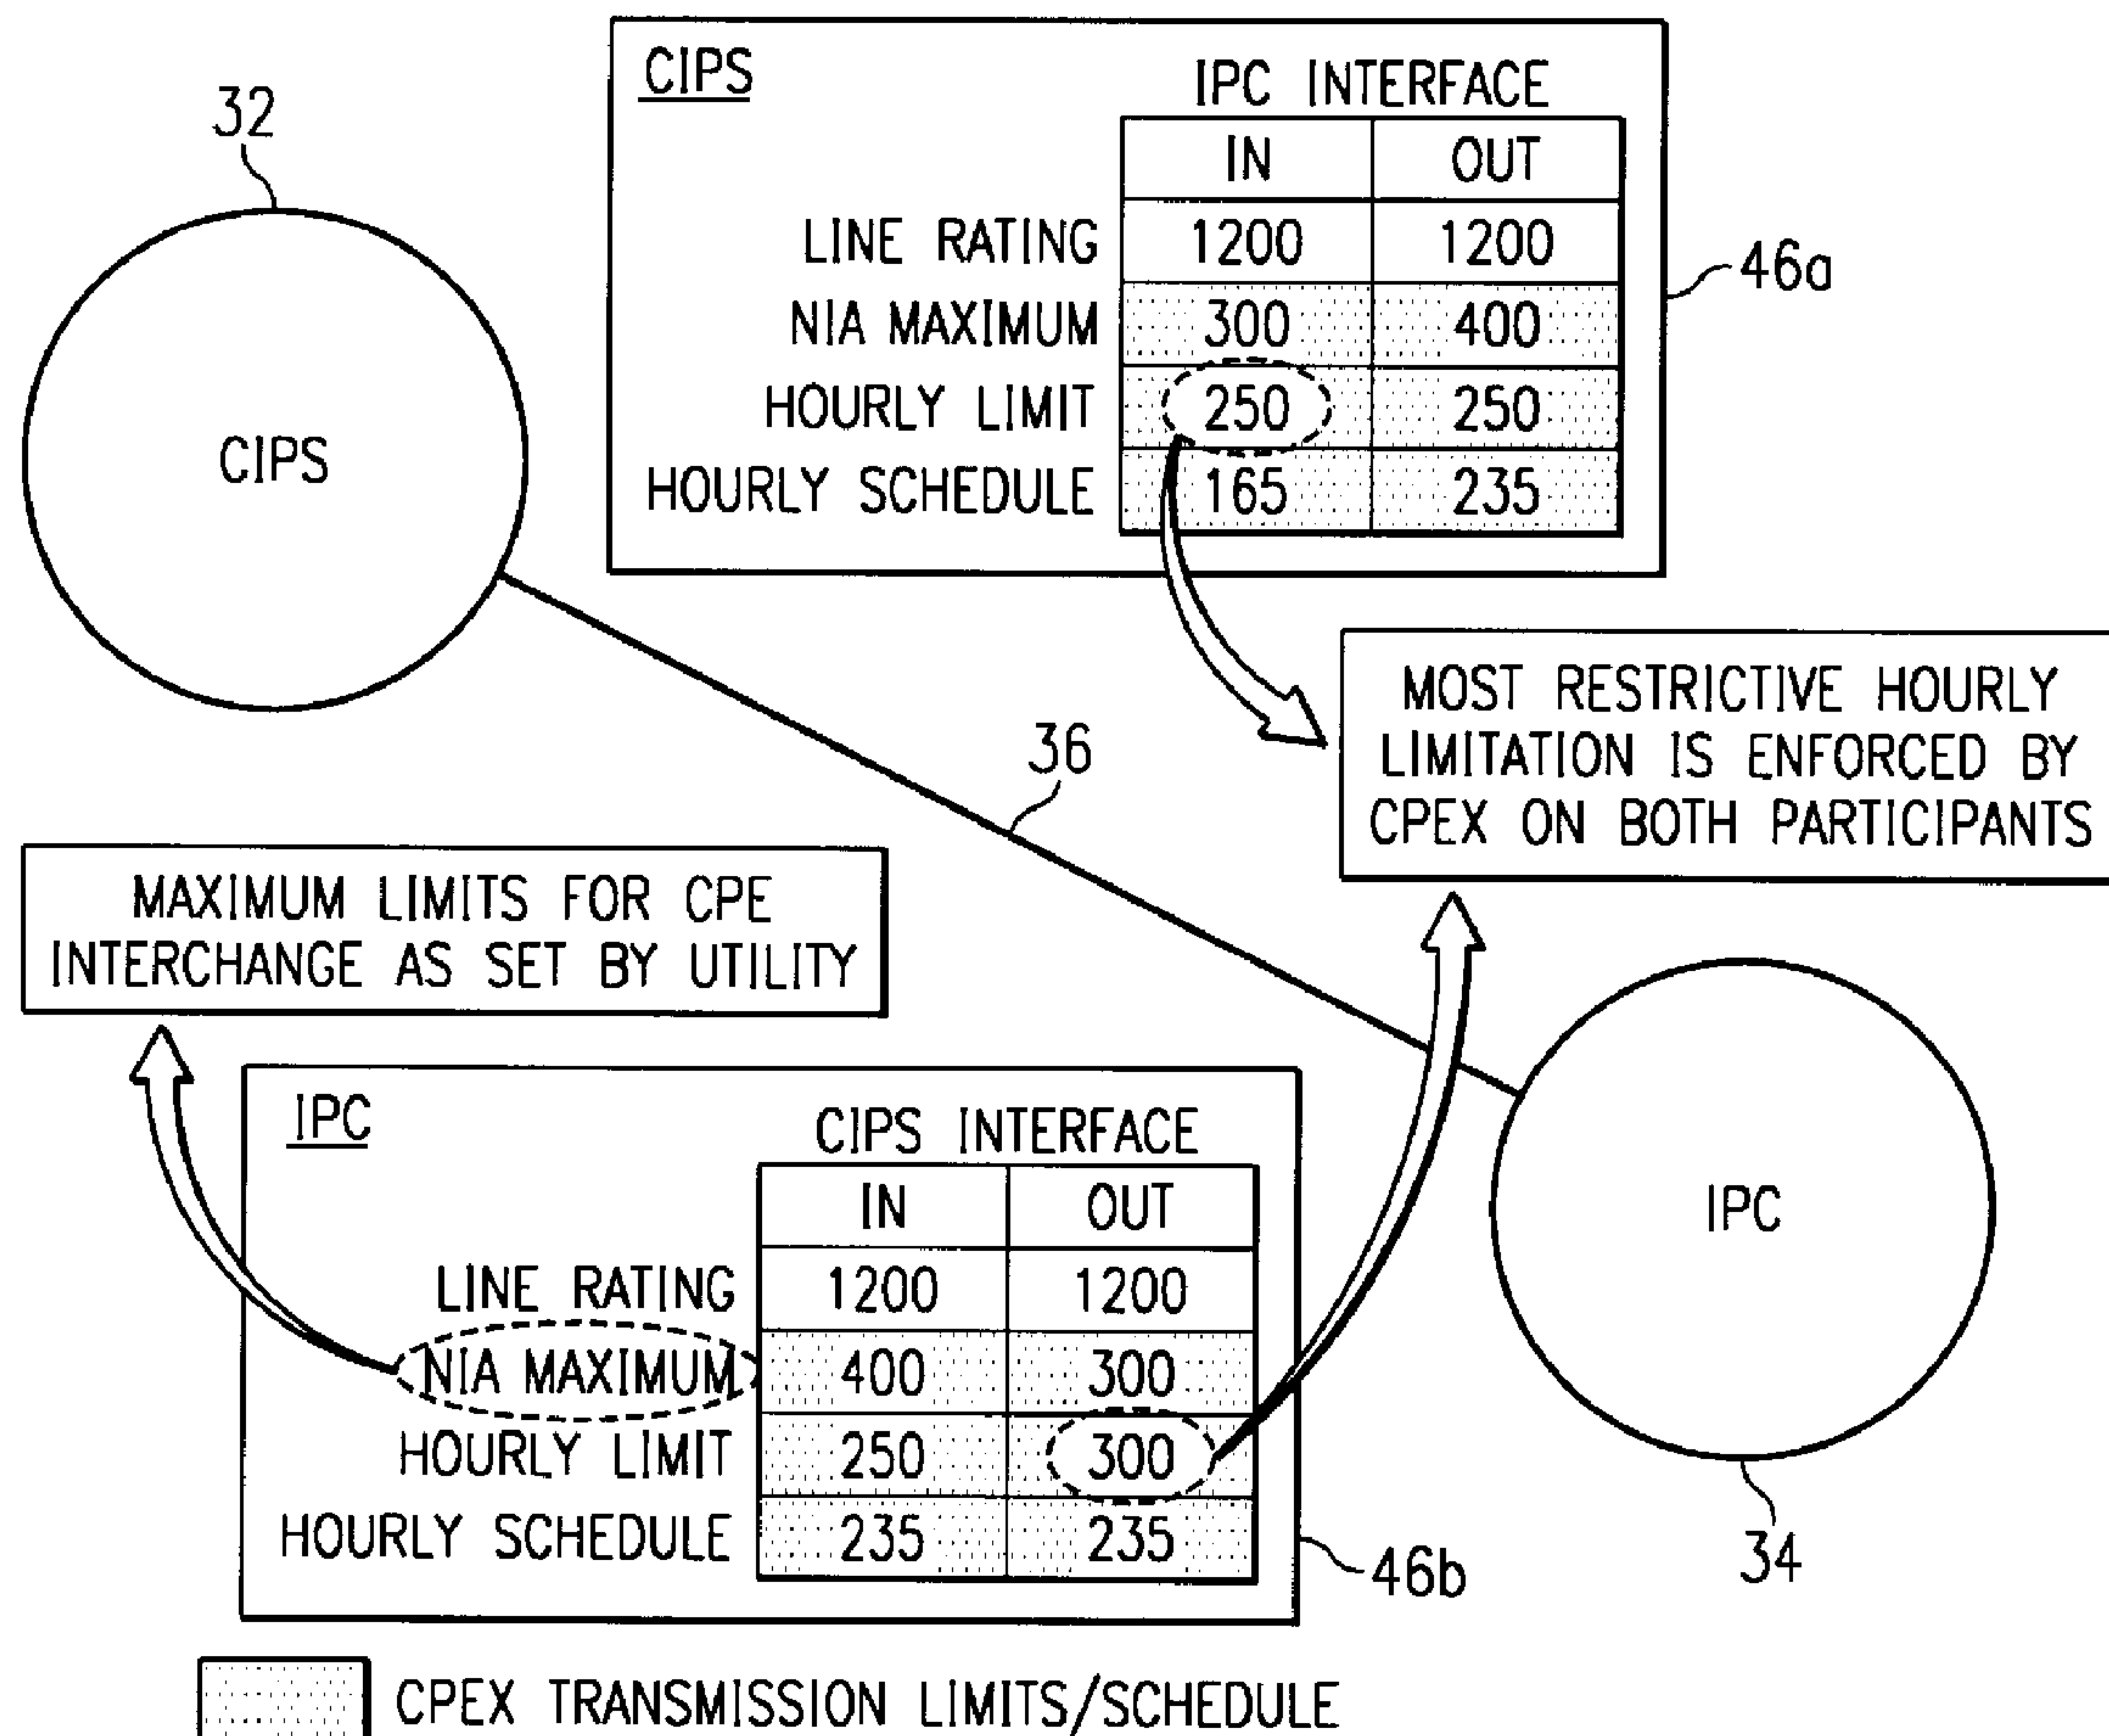 32
CIPS
CIPS
IPC INTERFACE
IN OUT
LINE RATING 1200 1200
NIA MAXIMUM 300 400
HOURLY LIMIT 250 250
HOURLY SCHEDULE 165 235
46a
36
MOST RESTRICTIVE HOURLY
LIMITATION IS ENFORCED BY
CPEX ON BOTH PARTICIPANTS
MAXIMUM LIMITS FOR CPE
INTERCHANGE AS SET BY UTILITY
IPC
CIPS INTERFACE
IN OUT
LINE RATING 1200 1200
NIA MAXIMUM 400 300
HOURLY LIMIT 250 300
HOURLY SCHEDULE 235 235
46b
IPC
34
CPEX TRANSMISSION LIMITS/SCHEDULE